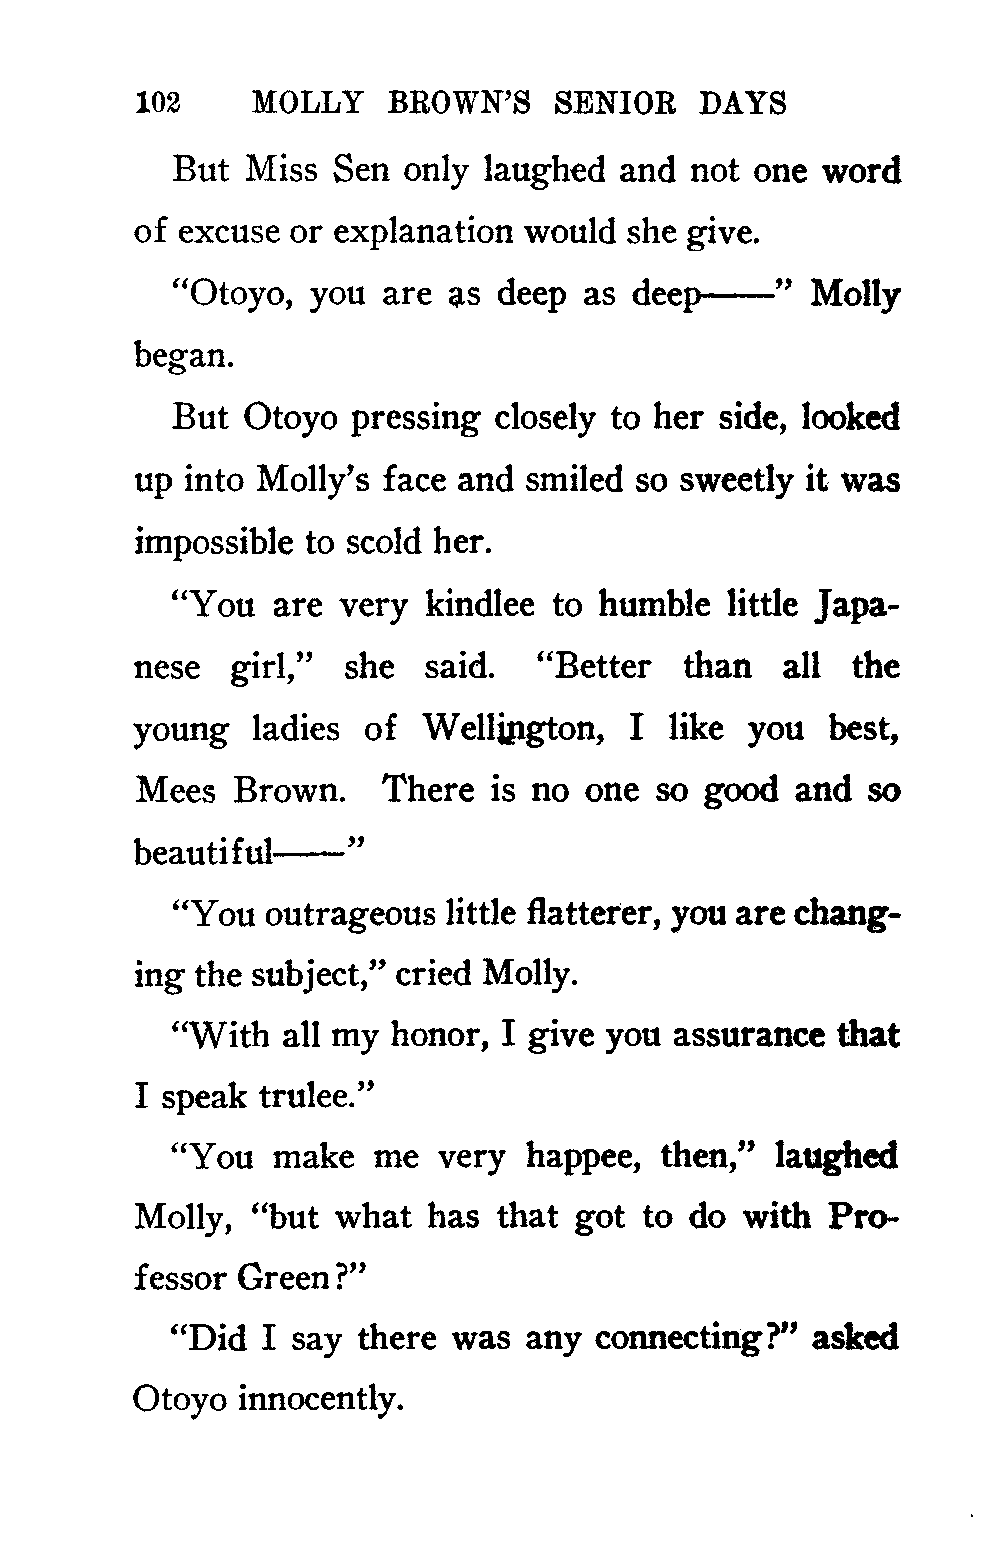 102 MOLLY BROWN'S SENIOR DAYS
But Miss Sen only laughed and not one word
of excuse or explanation would she give.
“Otoyo, you are as deep as deep——” Molly
began.
But Otoyo pressing closely to her side, looked
up into Molly's face and smiled so sweetly it was
impossible to scold her.
“You are very kindlee to humble little Japa-
nese girl,” she said. “Better than all the
young ladies of Wellington, I like you best,
Mees Brown. There is no one so good and so
beautiful——”
“You outrageous little flatterer, you are chang-
ing the subject,” cried Molly.
“With all my honor, I give you assurance that
I speak trulee.”
“You make me very happee, then,” laughed
Molly, “but what has that got to do with Pro-
fessor Green?”
“Did I say there was any connecting?” asked
Otoyo innocently.